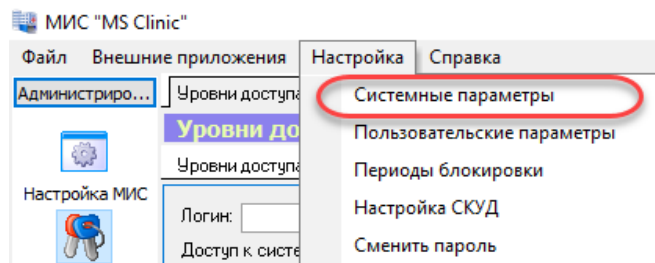 МИС "MS Clinic"
Файл Внешние приложения Настройка Справка
Администриро... Уровни доступа Системные параметры
Уровни до Пользовательские параметры
Уровни доступа Периоды блокировки
Настройка МИС Настройка СКУД
Логин:
Доступ к систе Сменить пароль